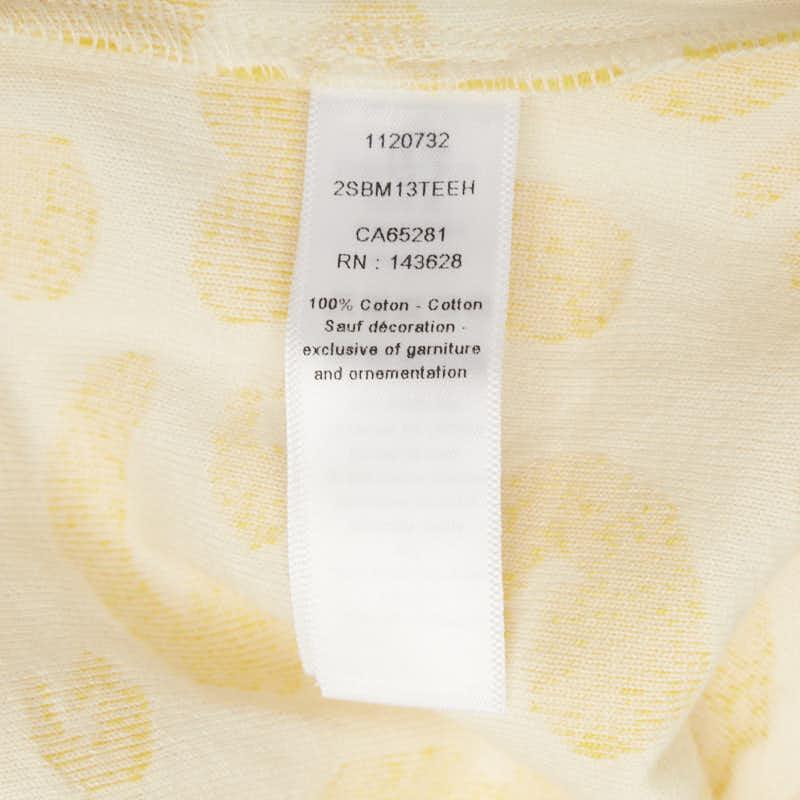 1120732
2SBM13TEEH
CA65281
RN : 143628
100% Coton - Cotton
Sauf décoration -
exclusive of garniture
and ornementation